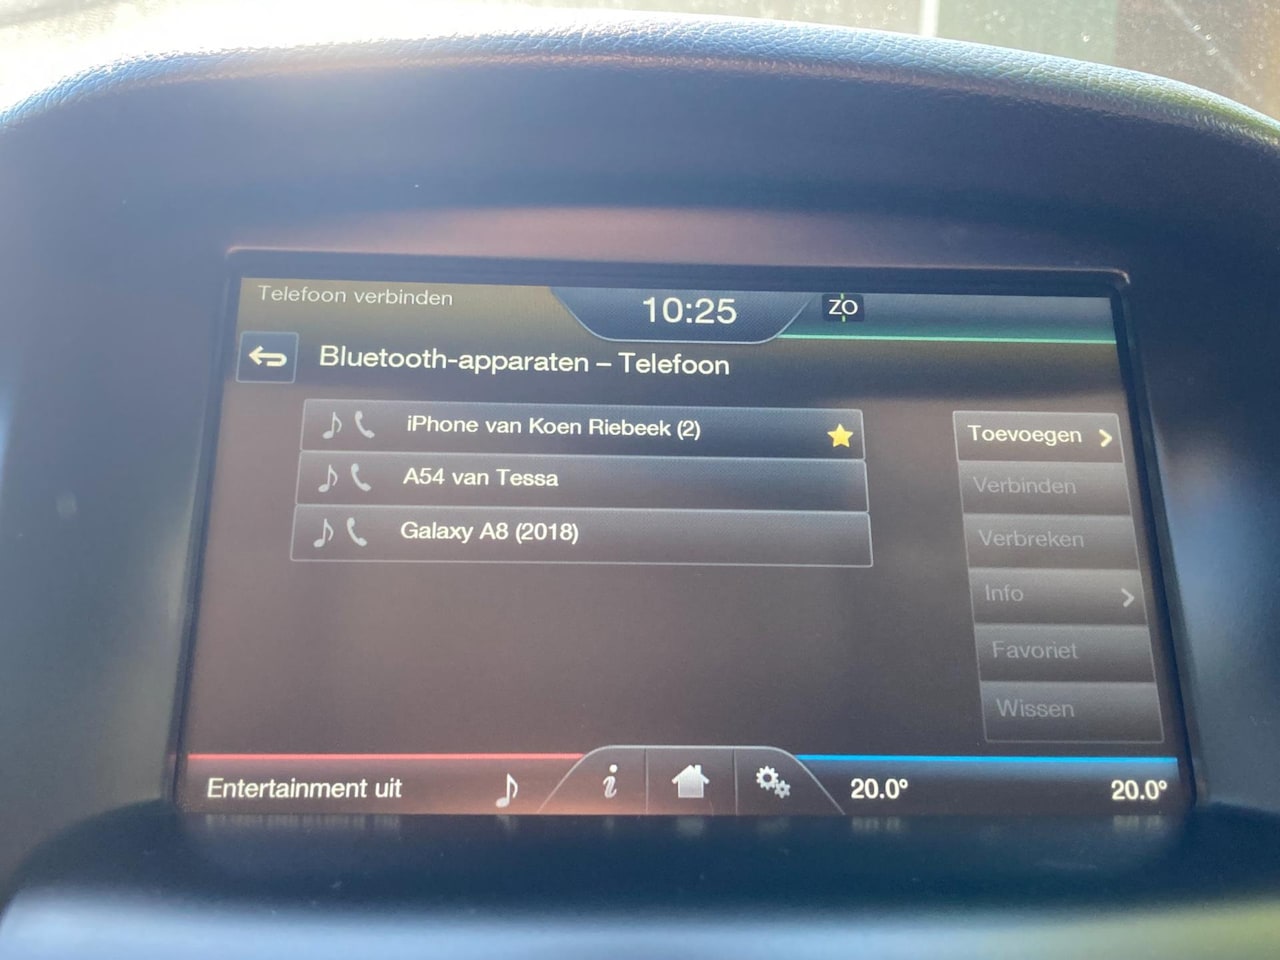 Telefoon verbinden
10:25
ZO
Bluetooth-apparaten – Telefoon
iPhone van Koen Riebeek (2)
A54 van Tessa
Galaxy A8 (2018)
Toevoegen
Verbinden
Verbreken
Info
Favoriet
Wissen
Entertainment uit
i
20.0°
20.0°